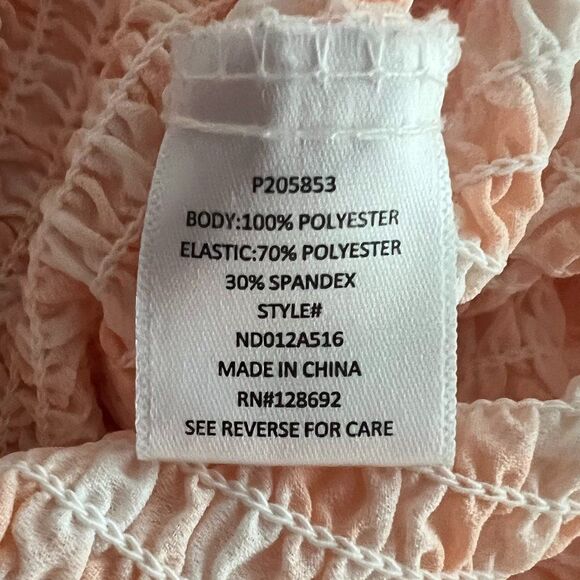 P205853
BODY:100% POLYESTER
ELASTIC:70% POLYESTER
30% SPANDEX
STYLE#
ND012A516
MADE IN CHINA
RN#128692
SEE REVERSE FOR CARE